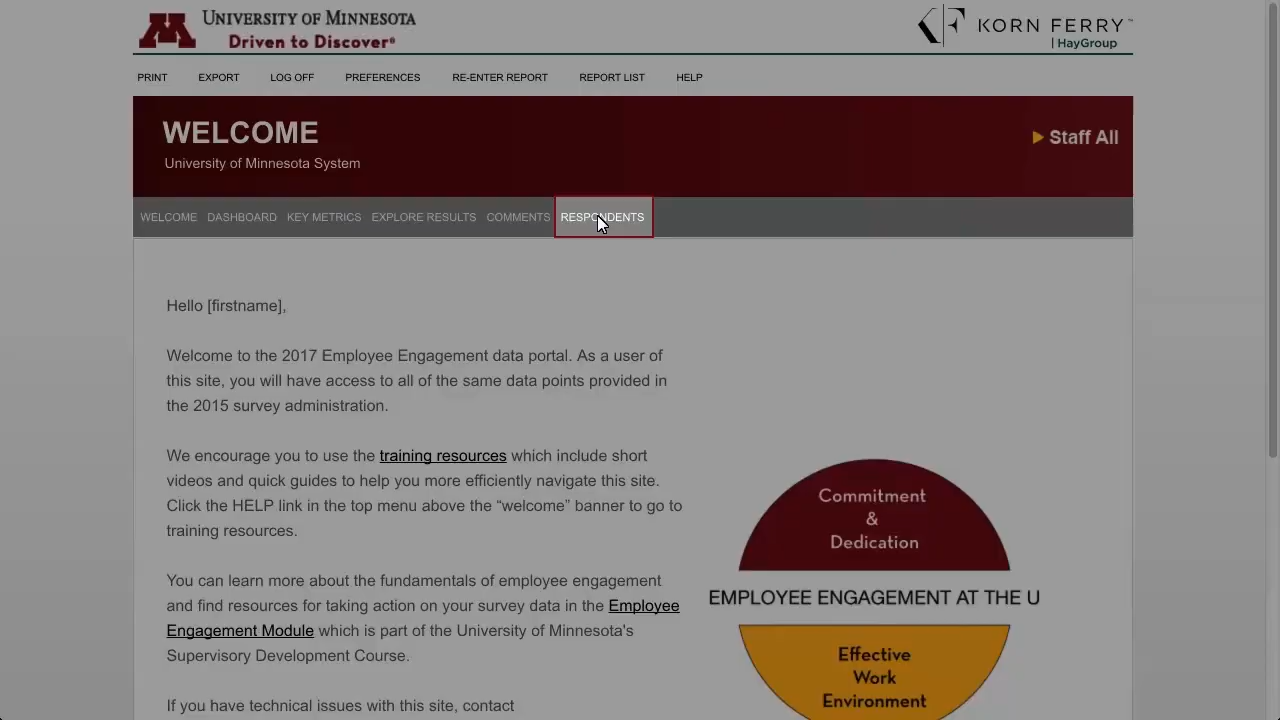 UNIVERSITY OF MINNESOTA
Driven to Discover®
KORN FERRY™
| HayGroup
PRINT EXPORT LOG OFF PREFERENCES RE-ENTER REPORT REPORT LIST HELP
WELCOME
University of Minnesota System
Staff All
WELCOME DASHBOARD KEY METRICS EXPLORE RESULTS COMMENTS RESPONDENTS
Hello [firstname],
Welcome to the 2017 Employee Engagement data portal. As a user of
this site, you will have access to all of the same data points provided in
the 2015 survey administration.
We encourage you to use the training resources which include short
videos and quick guides to help you more efficiently navigate this site.
Click the HELP link in the top menu above the “welcome” banner to go to
training resources.
You can learn more about the fundamentals of employee engagement
and find resources for taking action on your survey data in the Employee
Engagement Module which is part of the University of Minnesota's
Supervisory Development Course.
If you have technical issues with this site, contact
Commitment
&
Dedication
EMPLOYEE ENGAGEMENT AT THE U
Effective
Work
Environment